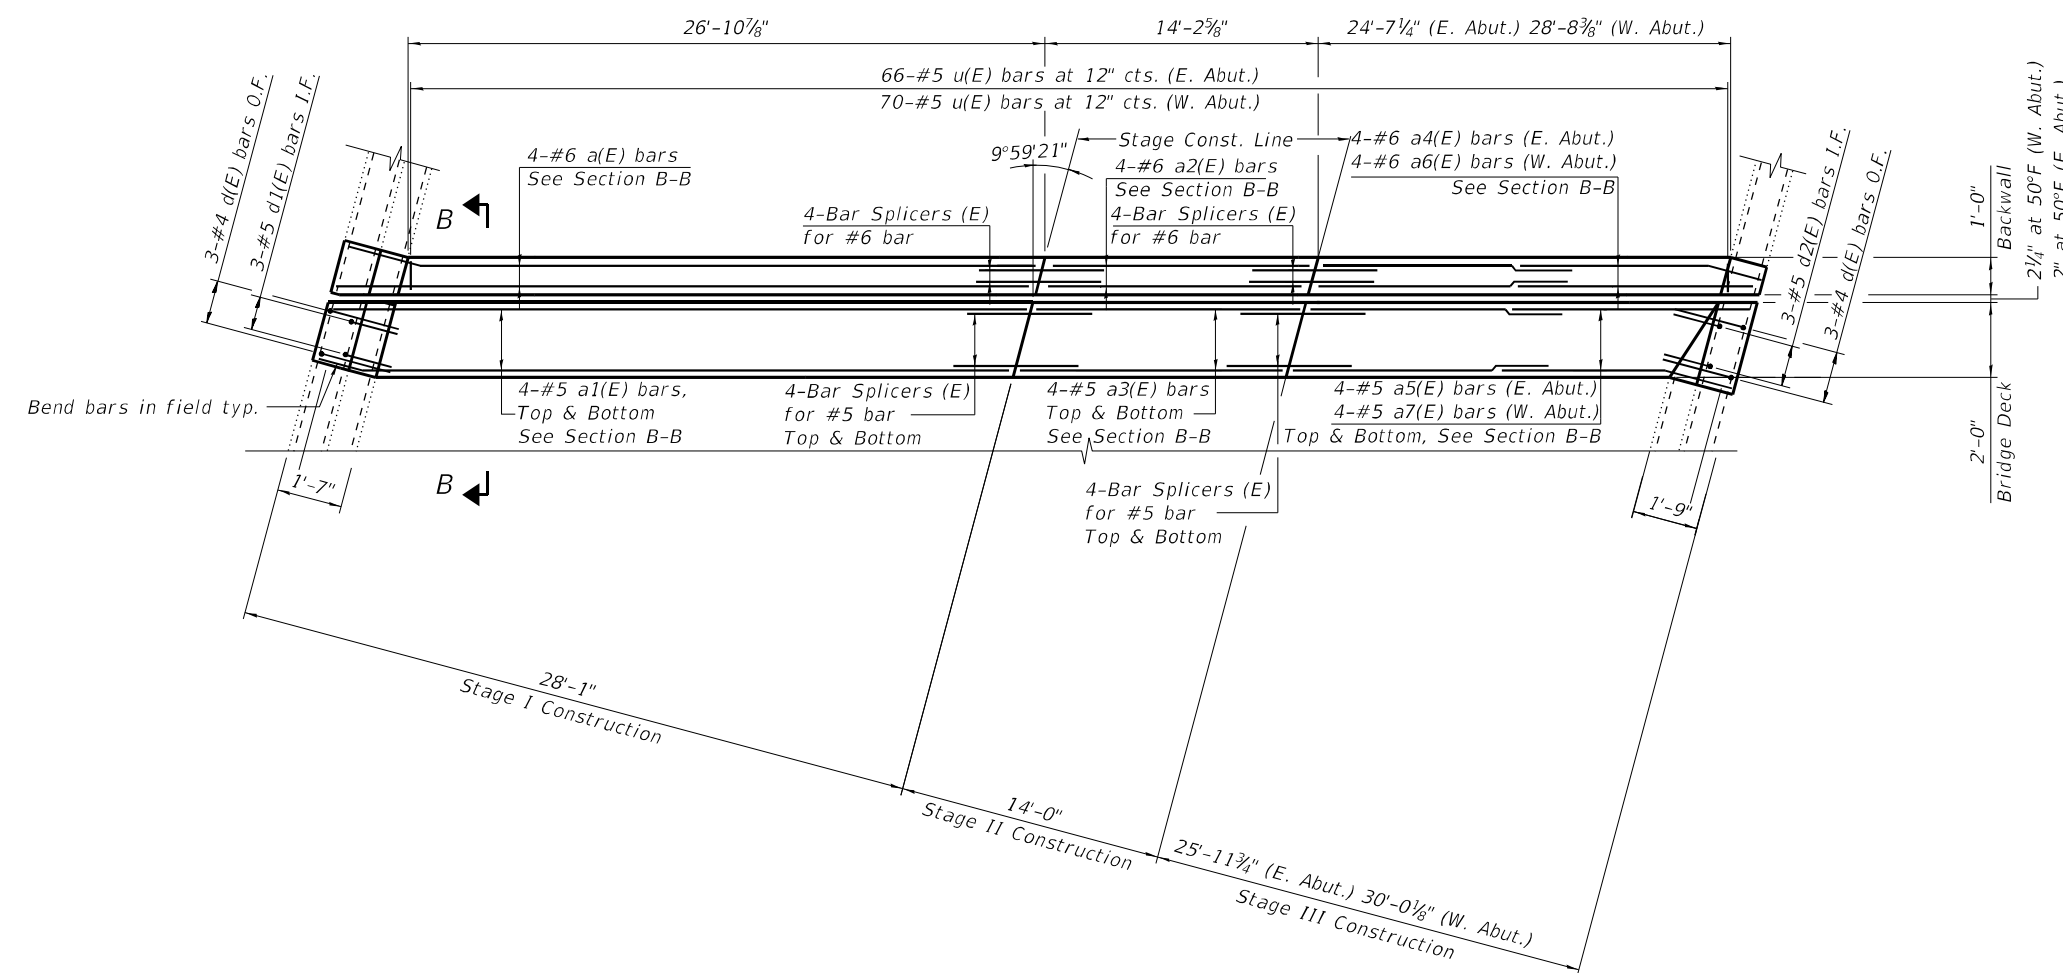 26'-10⅞"
14'-2⅝"
24'-7¼" (E. Abut.) 28'-8⅜" (W. Abut.)
66-#5 u(E) bars at 12" cts. (E. Abut.)
70-#5 u(E) bars at 12" cts. (W. Abut.)
Stage Const. Line
9°59'21"
3-#4 d(E) bars O.F.
3-#5 d1(E) bars I.F.
4-#6 a(E) bars
See Section B-B
B
4-Bar Splicers (E)
for #6 bar
4-#6 a2(E) bars
See Section B-B
4-Bar Splicers (E)
for #6 bar
4-#6 a4(E) bars (E. Abut.)
4-#6 a6(E) bars (W. Abut.)
See Section B-B
3-#5 d2(E) bars I.F.
3-#4 d(E) bars O.F.
1'-0"
Backwall
2¼" at 50°F (W. Abut.)
2" at 50°F (E. Abut.)
2'-0"
Bridge Deck
Bend bars in field typ.
4-#5 a1(E) bars,
Top & Bottom
See Section B-B
4-Bar Splicers (E)
for #5 bar
Top & Bottom
4-#5 a3(E) bars
Top & Bottom
See Section B-B
4-#5 a5(E) bars (E. Abut.)
4-#5 a7(E) bars (W. Abut.)
Top & Bottom, See Section B-B
B
1'-7"
4-Bar Splicers (E)
for #5 bar
Top & Bottom
1'-9"
28'-1"
Stage I Construction
14'-0"
Stage II Construction
25'-11¾" (E. Abut.) 30'-0⅛" (W. Abut.)
Stage III Construction